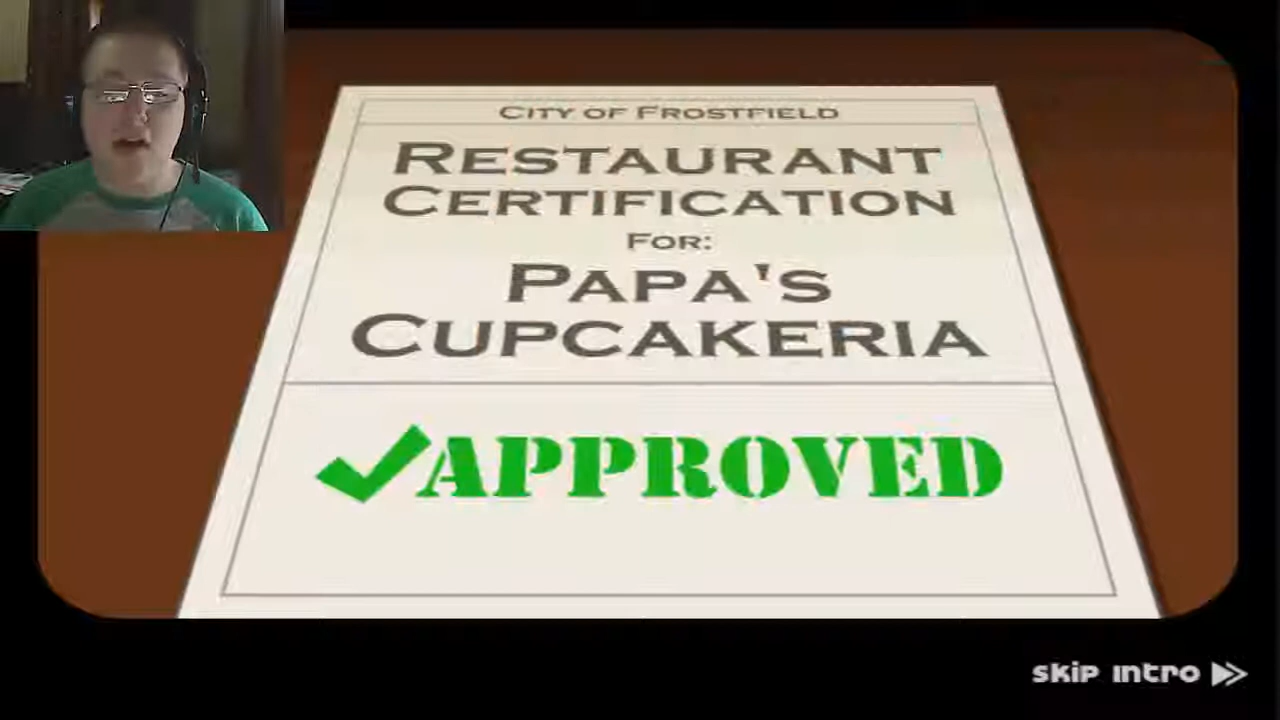 City of Frostfield
Restaurant
Certification
For:
Papa's
Cupcakeria
APPROVED
skip intro